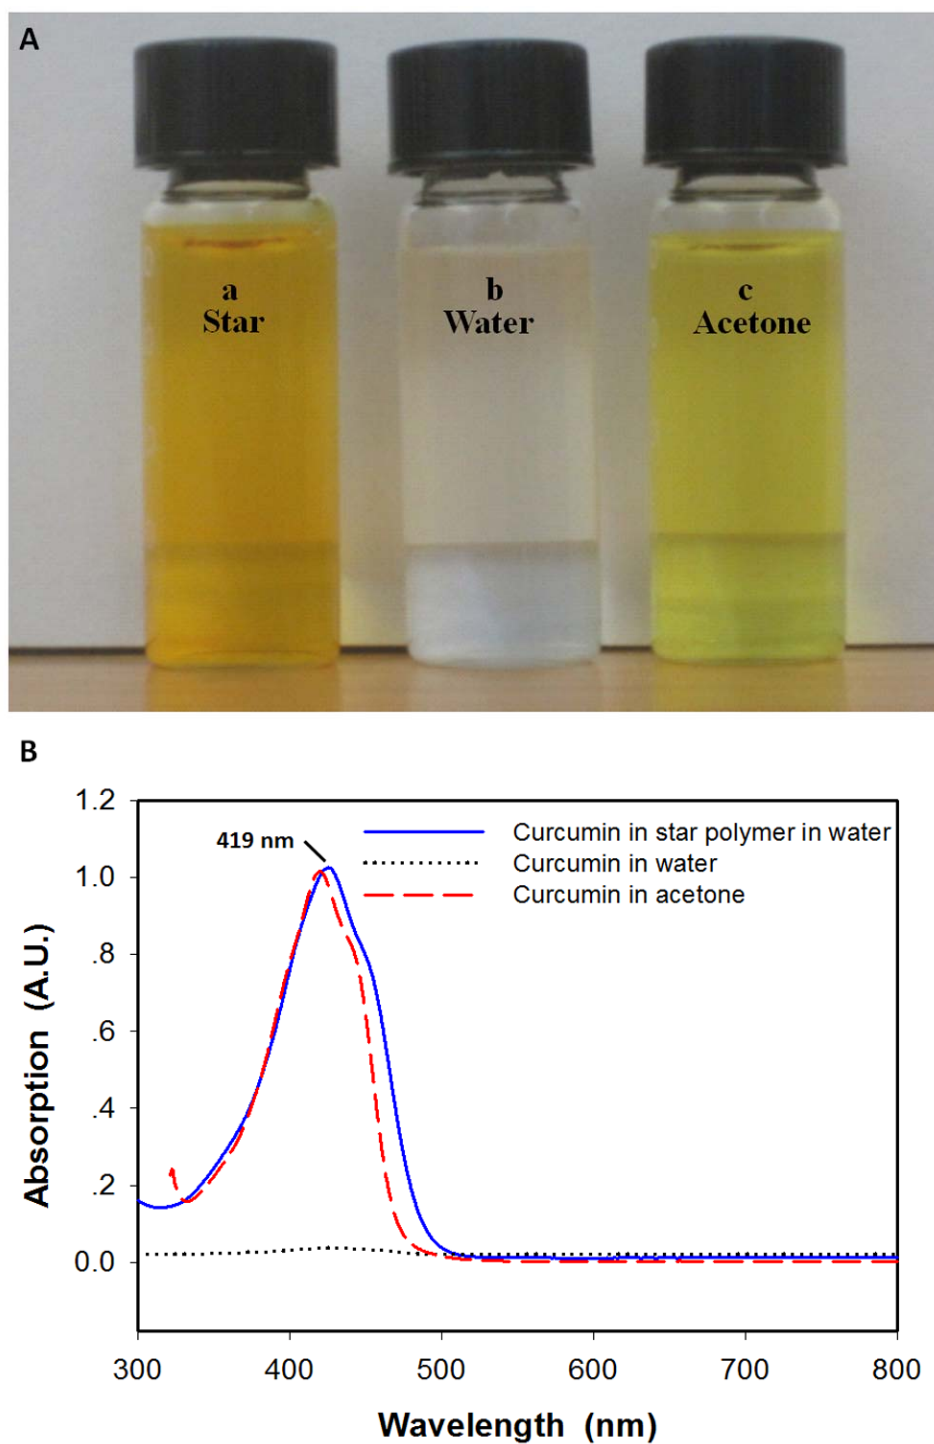 A
a
Star
b
Water
c
Acetone
B
1.2
1.0
.8
.6
.4
.2
0.0
Absorption (A.U.)
419 nm
Curcumin in star polymer in water
Curcumin in water
Curcumin in acetone
300
400
500
600
700
800
Wavelength (nm)